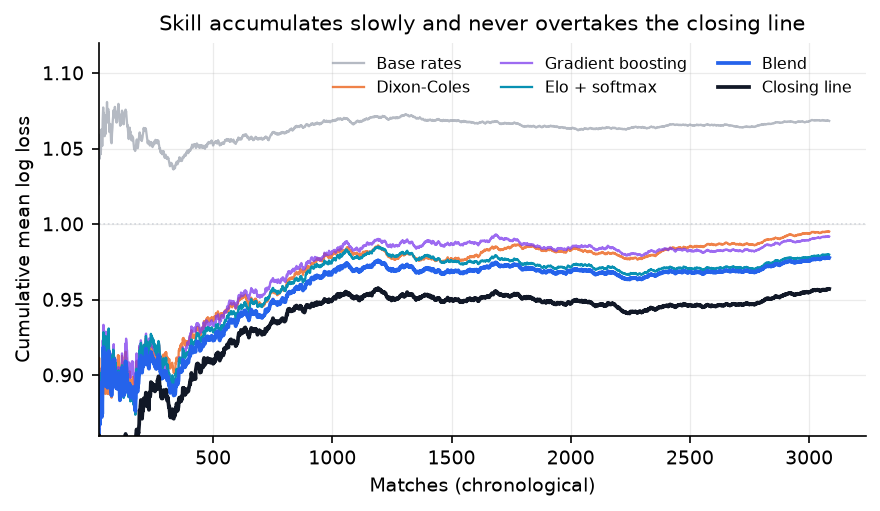 Skill accumulates slowly and never overtakes the closing line
Base rates
Dixon-Coles
Gradient boosting
Elo + softmax
Blend
Closing line
Cumulative mean log loss
1.10
1.05
1.00
0.95
0.90
500 1000 1500 2000 2500 3000
Matches (chronological)